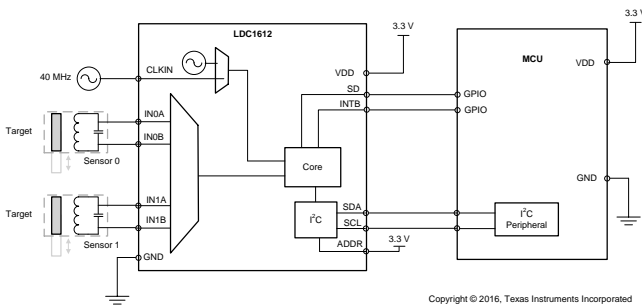 LDC1612
3.3 V
3.3 V
MCU
40 MHz
CLKIN
VDD
VDD
SD
GPIO
INTB
GPIO
Target
IN0A
IN0B
Sensor 0
Core
GND
Target
IN1A
IN1B
Sensor 1
I²C
SDA
SCL
ADDR
3.3 V
I²C
Peripheral
GND
Copyright © 2016, Texas Instruments Incorporated